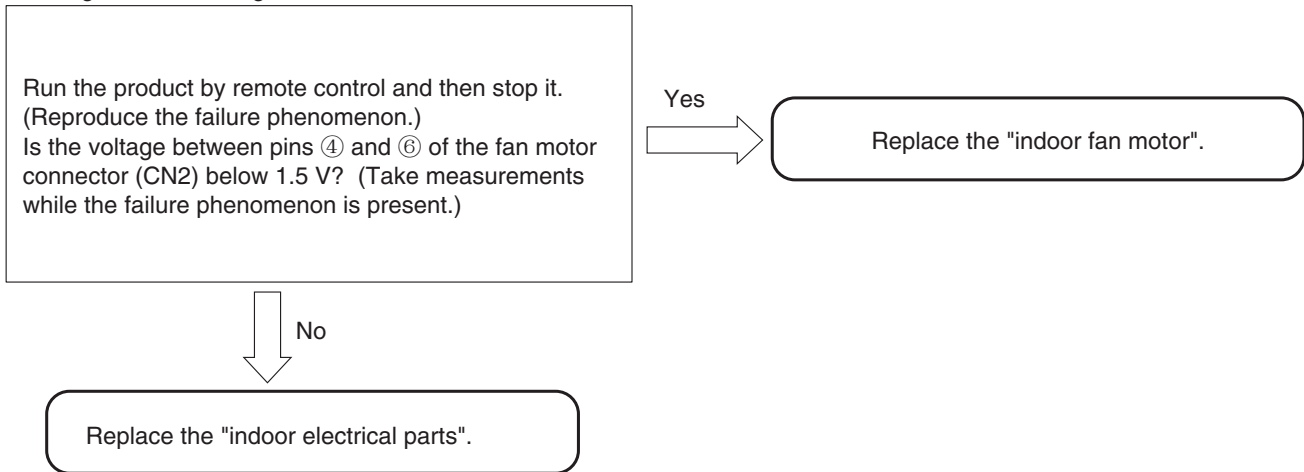 Run the product by remote control and then stop it.
(Reproduce the failure phenomenon.)
Is the voltage between pins ④ and ⑥ of the fan motor
connector (CN2) below 1.5 V?  (Take measurements
while the failure phenomenon is present.)
Yes
Replace the "indoor fan motor".
No
Replace the "indoor electrical parts".